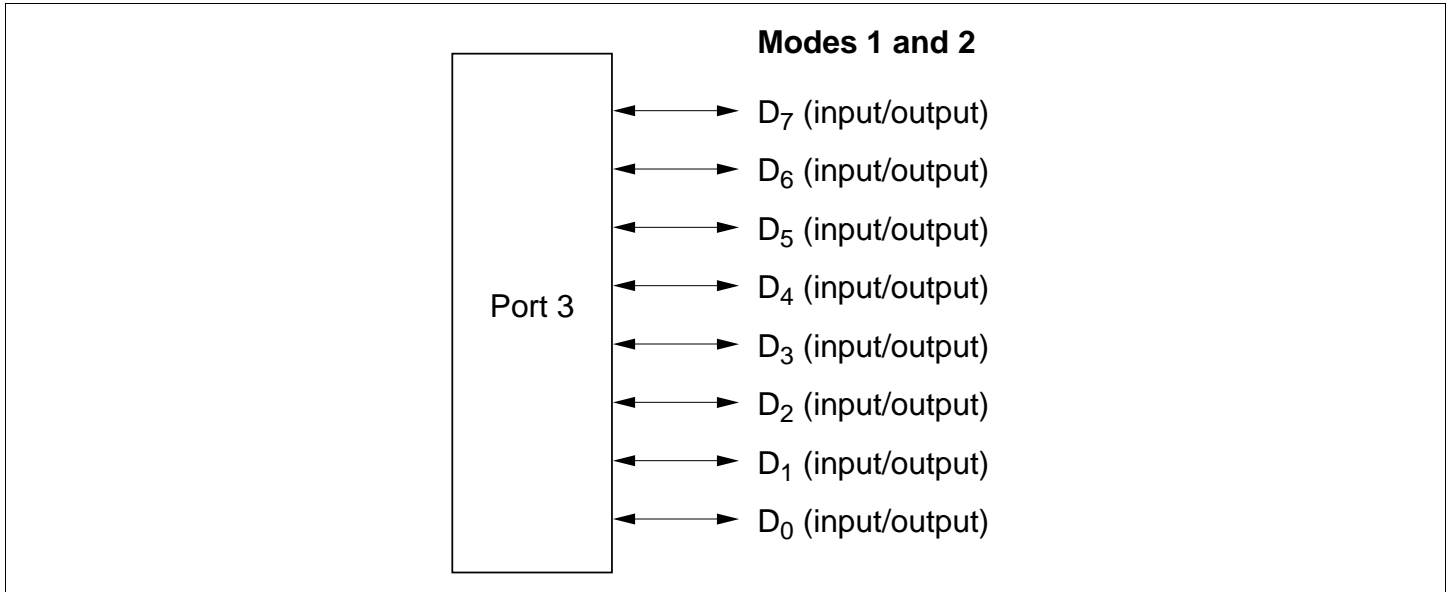 Modes 1 and 2
D₇ (input/output)
D₆ (input/output)
D₅ (input/output)
D₄ (input/output)
Port 3
D₃ (input/output)
D₂ (input/output)
D₁ (input/output)
D₀ (input/output)